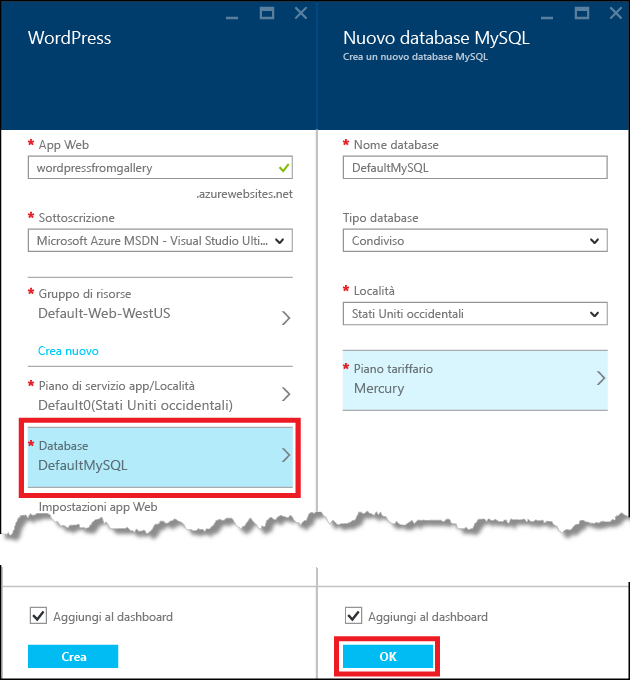 WordPress
* App Web
wordpressfromgallery
.azurewebsites.net
* Sottoscrizione
Microsoft Azure MSDN - Visual Studio Ulti...
* Gruppo di risorse
Default-Web-WestUS
Crea nuovo
* Piano di servizio app/Località
Default0(Stati Uniti occidentali)
* Database
DefaultMySQL
Impostazioni app Web
Aggiungi al dashboard
Crea
Nuovo database MySQL
Crea un nuovo database MySQL
* Nome database
DefaultMySQL
Tipo database
Condiviso
* Località
Stati Uniti occidentali
* Piano tariffario
Mercury
Aggiungi al dashboard
OK